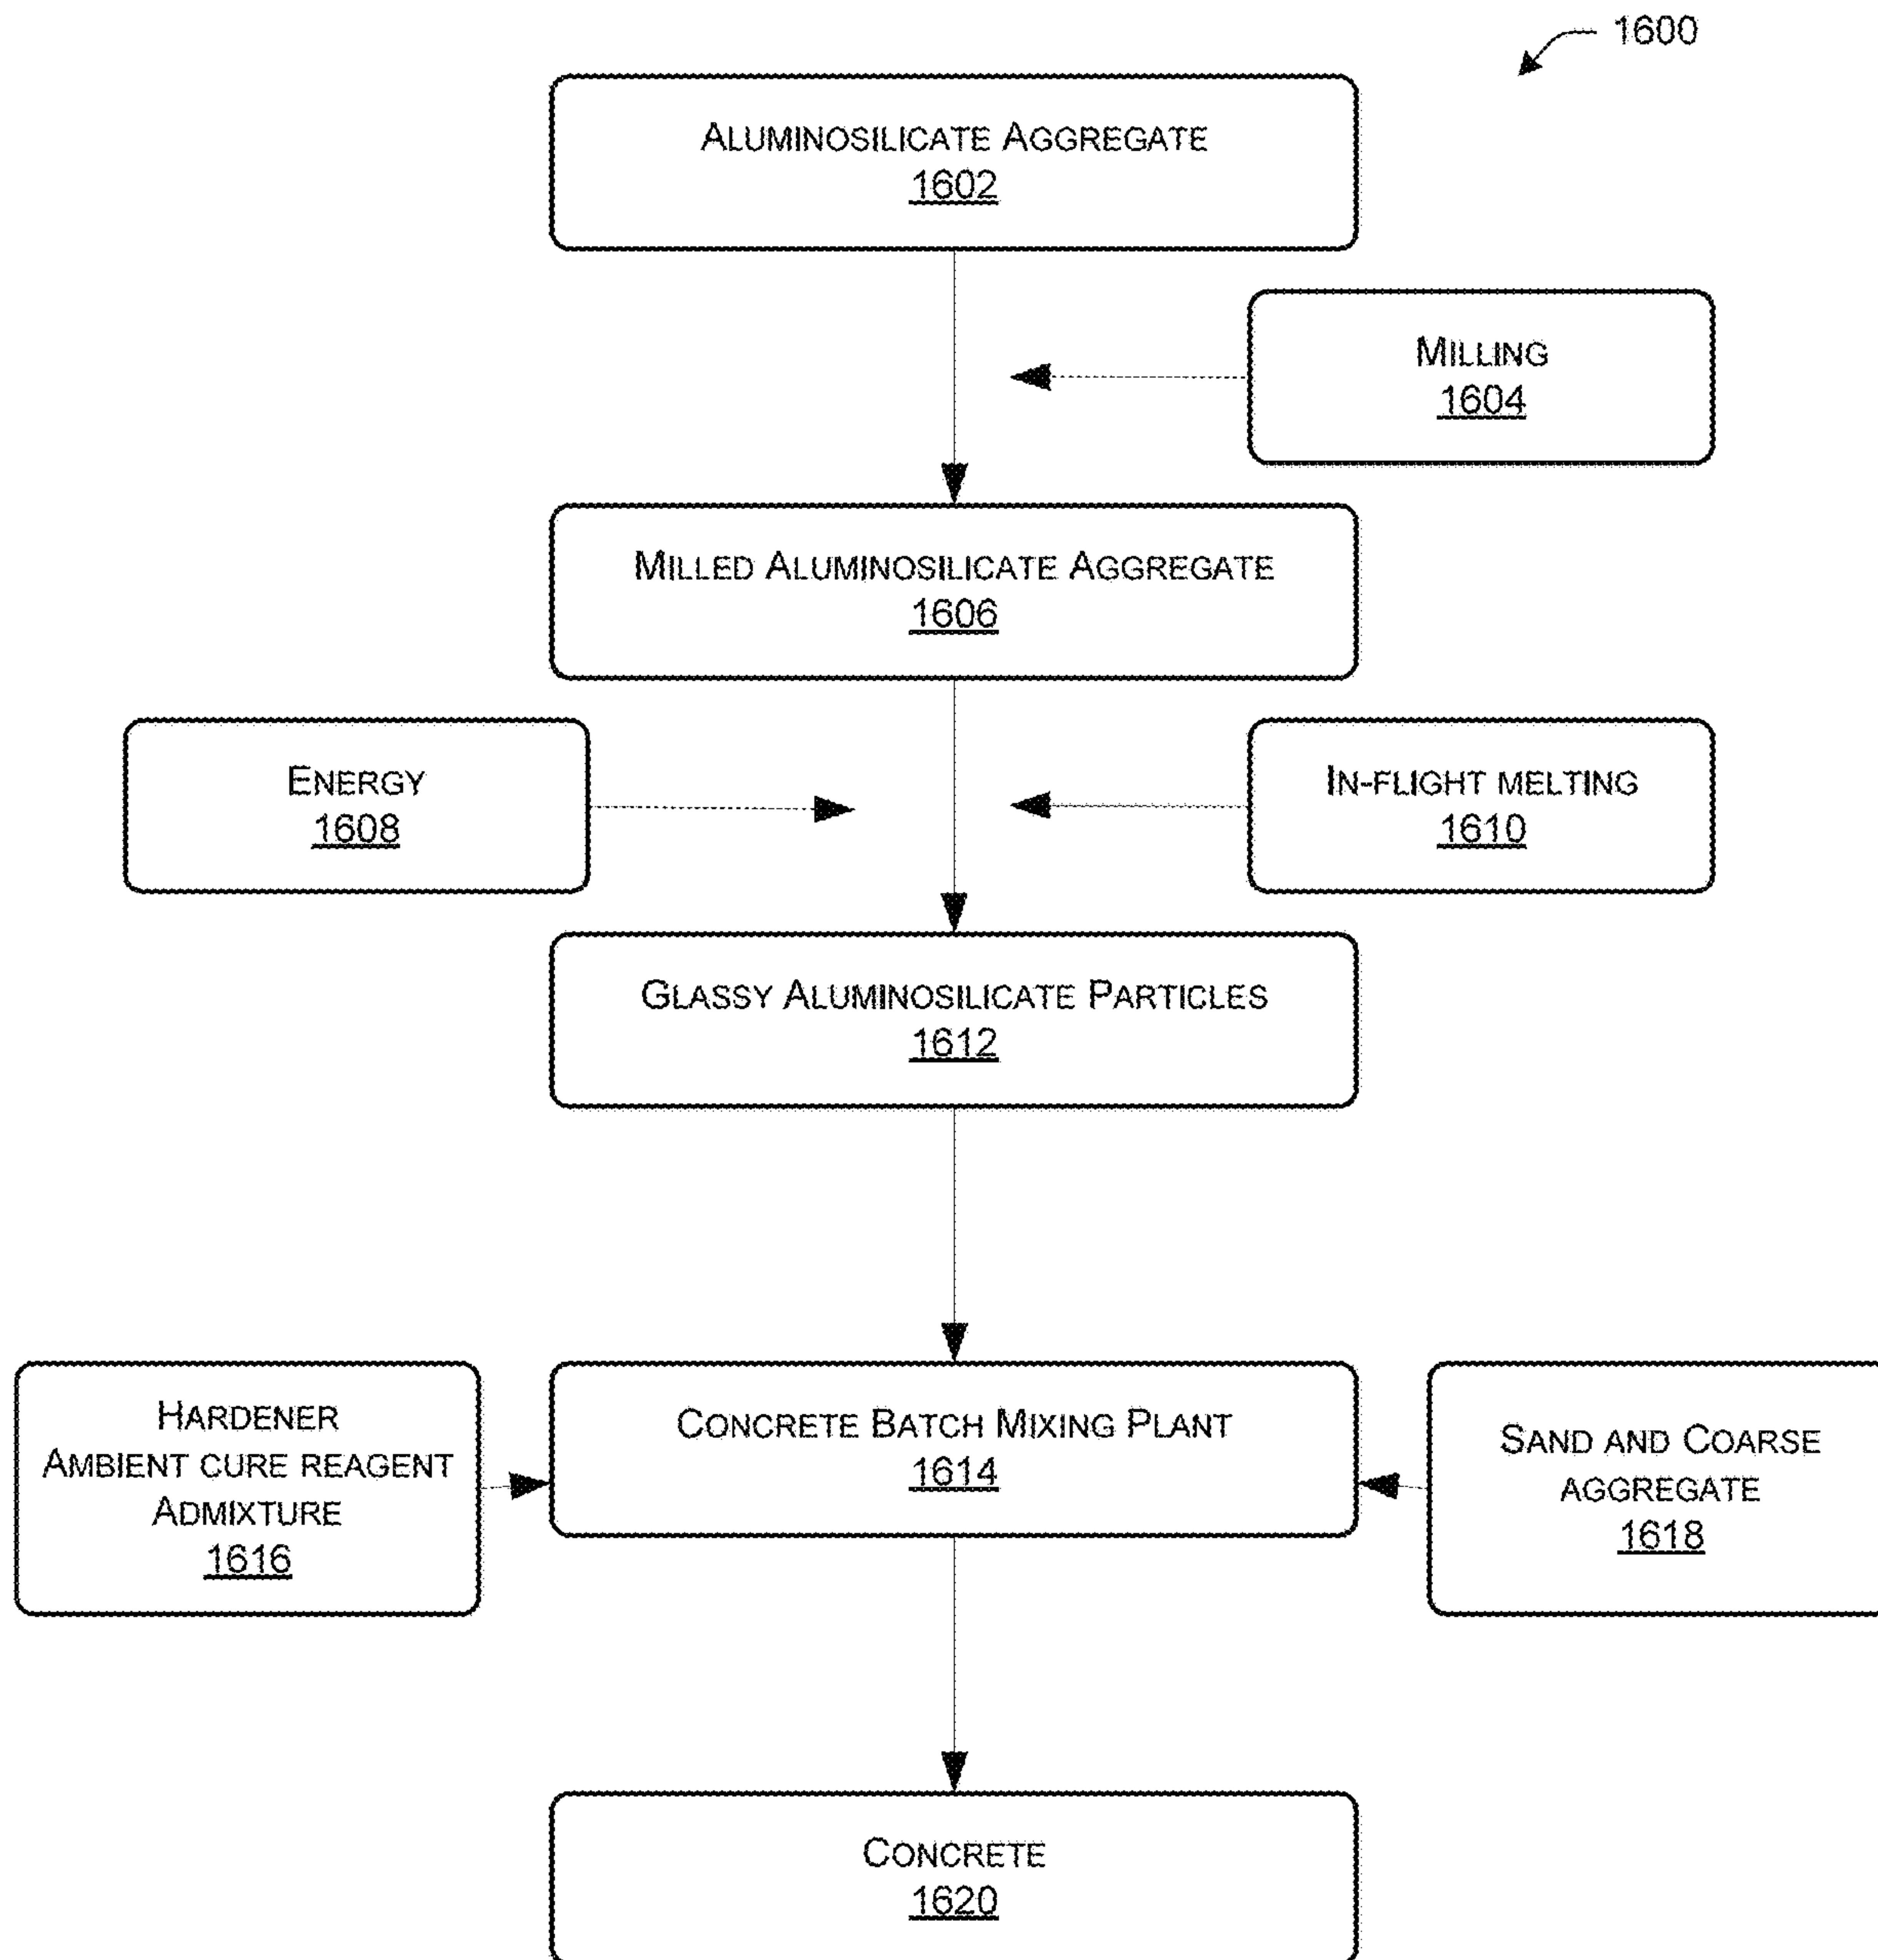 1600
ALUMINOSILICATE AGGREGATE
1602
MILLING
1604
MILLED ALUMINOSILICATE AGGREGATE
1606
ENERGY
1608
IN-FLIGHT MELTING
1610
GLASSY ALUMINOSILICATE PARTICLES
1612
HARDENER
AMBIENT CURE REAGENT
ADMIXTURE
1616
CONCRETE BATCH MIXING PLANT
1614
SAND AND COARSE
AGGREGATE
1618
CONCRETE
1620